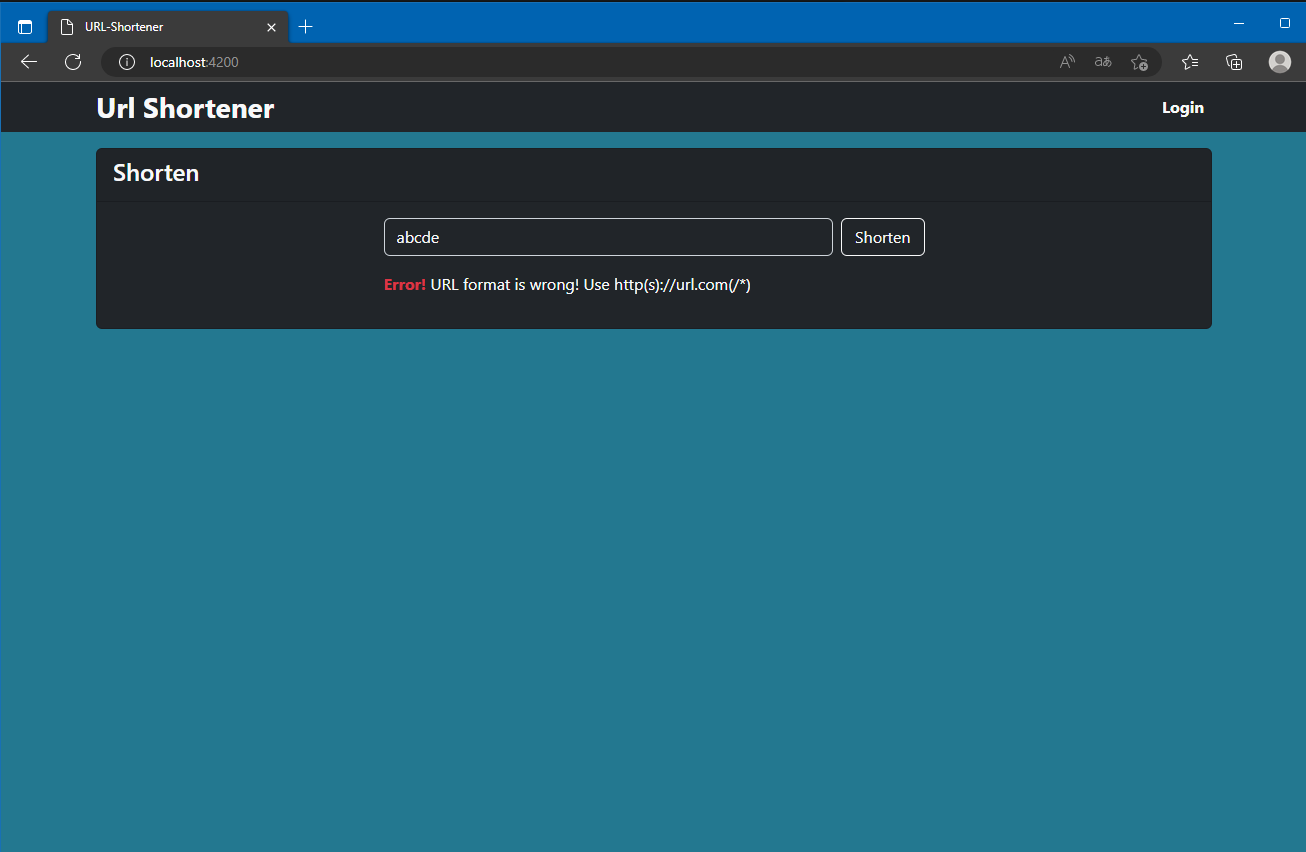 URL-Shortener
localhost:4200
Url Shortener
Login
Shorten
abcde
Shorten
Error! URL format is wrong! Use http(s)://url.com(/*)